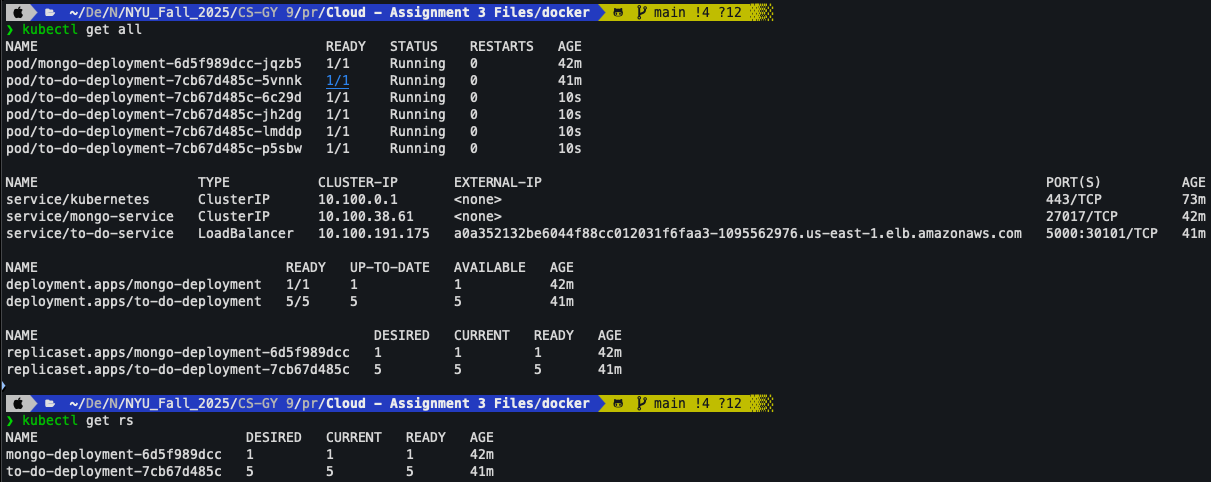 ~/De/N/NYU_Fall_2025/CS-GY 9/pr/Cloud – Assignment 3 Files/docker main !4 ?12
❯ kubectl get all
NAME READY STATUS RESTARTS AGE
pod/mongo-deployment-6d5f989dcc-jqzb5 1/1 Running 0 42m
pod/to-do-deployment-7cb67d485c-5vnnk 1/1 Running 0 41m
pod/to-do-deployment-7cb67d485c-6c29d 1/1 Running 0 10s
pod/to-do-deployment-7cb67d485c-jh2dg 1/1 Running 0 10s
pod/to-do-deployment-7cb67d485c-lmddp 1/1 Running 0 10s
pod/to-do-deployment-7cb67d485c-p5sbw 1/1 Running 0 10s
NAME TYPE CLUSTER-IP EXTERNAL-IP PORT(S) AGE
service/kubernetes ClusterIP 10.100.0.1 <none> 443/TCP 73m
service/mongo-service ClusterIP 10.100.38.61 <none> 27017/TCP 42m
service/to-do-service LoadBalancer 10.100.191.175 a0a352132be6044f88cc012031f6faa3-1095562976.us-east-1.elb.amazonaws.com 5000:30101/TCP 41m
NAME READY UP-TO-DATE AVAILABLE AGE
deployment.apps/mongo-deployment 1/1 1 1 42m
deployment.apps/to-do-deployment 5/5 5 5 41m
NAME DESIRED CURRENT READY AGE
replicaset.apps/mongo-deployment-6d5f989dcc 1 1 1 42m
replicaset.apps/to-do-deployment-7cb67d485c 5 5 5 41m
~/De/N/NYU_Fall_2025/CS-GY 9/pr/Cloud – Assignment 3 Files/docker main !4 ?12
❯ kubectl get rs
NAME DESIRED CURRENT READY AGE
mongo-deployment-6d5f989dcc 1 1 1 42m
to-do-deployment-7cb67d485c 5 5 5 41m